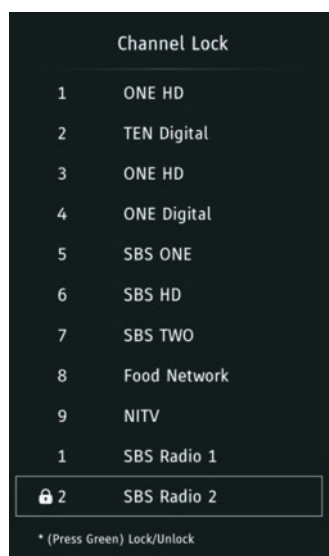 Channel Lock
1 ONE HD
2 TEN Digital
3 ONE HD
4 ONE Digital
5 SBS ONE
6 SBS HD
7 SBS TWO
8 Food Network
9 NITV
1 SBS Radio 1
2 SBS Radio 2
* (Press Green) Lock/Unlock